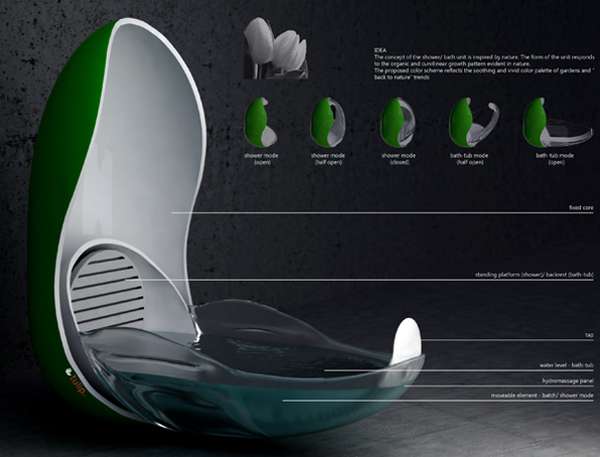 IDEA
The concept of the shower/ bath unit is inspired by nature. The form of the unit responds
to the organic and curvilinear growth pattern evident in nature.
The proposed color scheme reflects the soothing and vivid color palette of gardens and "
back to nature" trends
shower mode
(open)
shower mode
(half open)
shower mode
(closed)
bath-tub mode
(half open)
bath-tub mode
(open)
fixed core
standing platform (shower)/ backrest (bath-tub)
tap
water level - bath-tub
hydromassage panel
moveable element - batch/ shower mode
tulip.